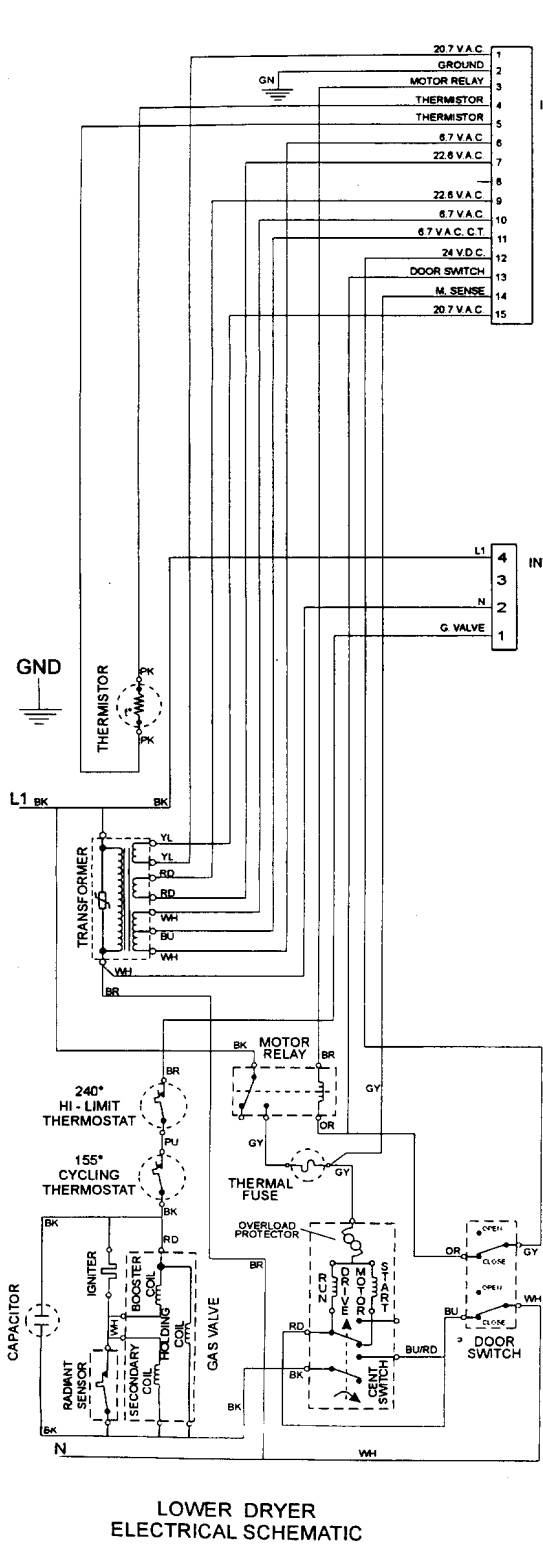 20.7 V.A.C. 1
GROUND 2
GN
MOTOR RELAY 3
THERMISTOR 4
THERMISTOR 5
6.7 V.A.C 6
22.6 V.A.C. 7
8
22.6 V.A.C. 9
6.7 V.A.C. 10
6.7 V.A.C. C.T. 11
24 V.D.C. 12
DOOR SWITCH 13
M. SENSE 14
20.7 V.A.C. 15
L1 4
3
N 2
G. VALVE 1
IN
GND
THERMISTOR
PK
T°
PK
L1 BK BK
TRANSFORMER
YL
YL
RD
RD
WH
BU
WH
WH
BR
BK
MOTOR
RELAY
BR
BR
240°
HI - LIMIT
THERMOSTAT
GY
OR
PU
GY
155°
CYCLING
THERMOSTAT
THERMAL
FUSE
GY
BK
BK
RD
OVERLOAD
PROTECTOR
OPEN
CLOSE
OR
GY
OPEN
CLOSE
BU
WH
DOOR
SWITCH
CAPACITOR
IGNITER
WH
RADIANT
SENSOR
BOOSTER
COIL
HOLDING
COIL
SECONDARY
COIL
GAS VALVE
BR
RUN
DRIVE
MOTOR
START
RD
BU/RD
BK
CENT
SWITCH
BK
BK
N
WH
LOWER DRYER
ELECTRICAL SCHEMATIC